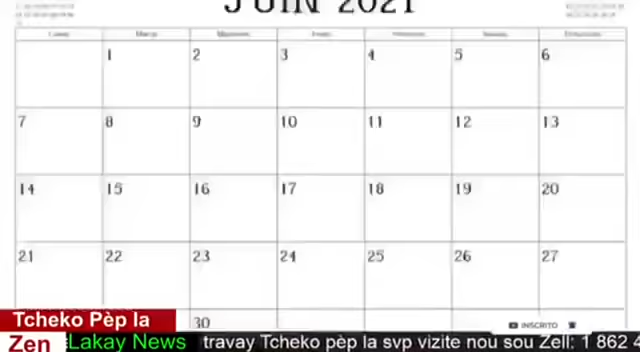 JUIN 2021
1 2 3 4 5 6
7 8 9 10 11 12 13
14 15 16 17 18 19 20
21 22 23 24 25 26 27
30
INSCRITO
Tcheko Pèp la
Zen Lakay News travay Tcheko pèp la svp vizite nou sou Zell: 1 862 4